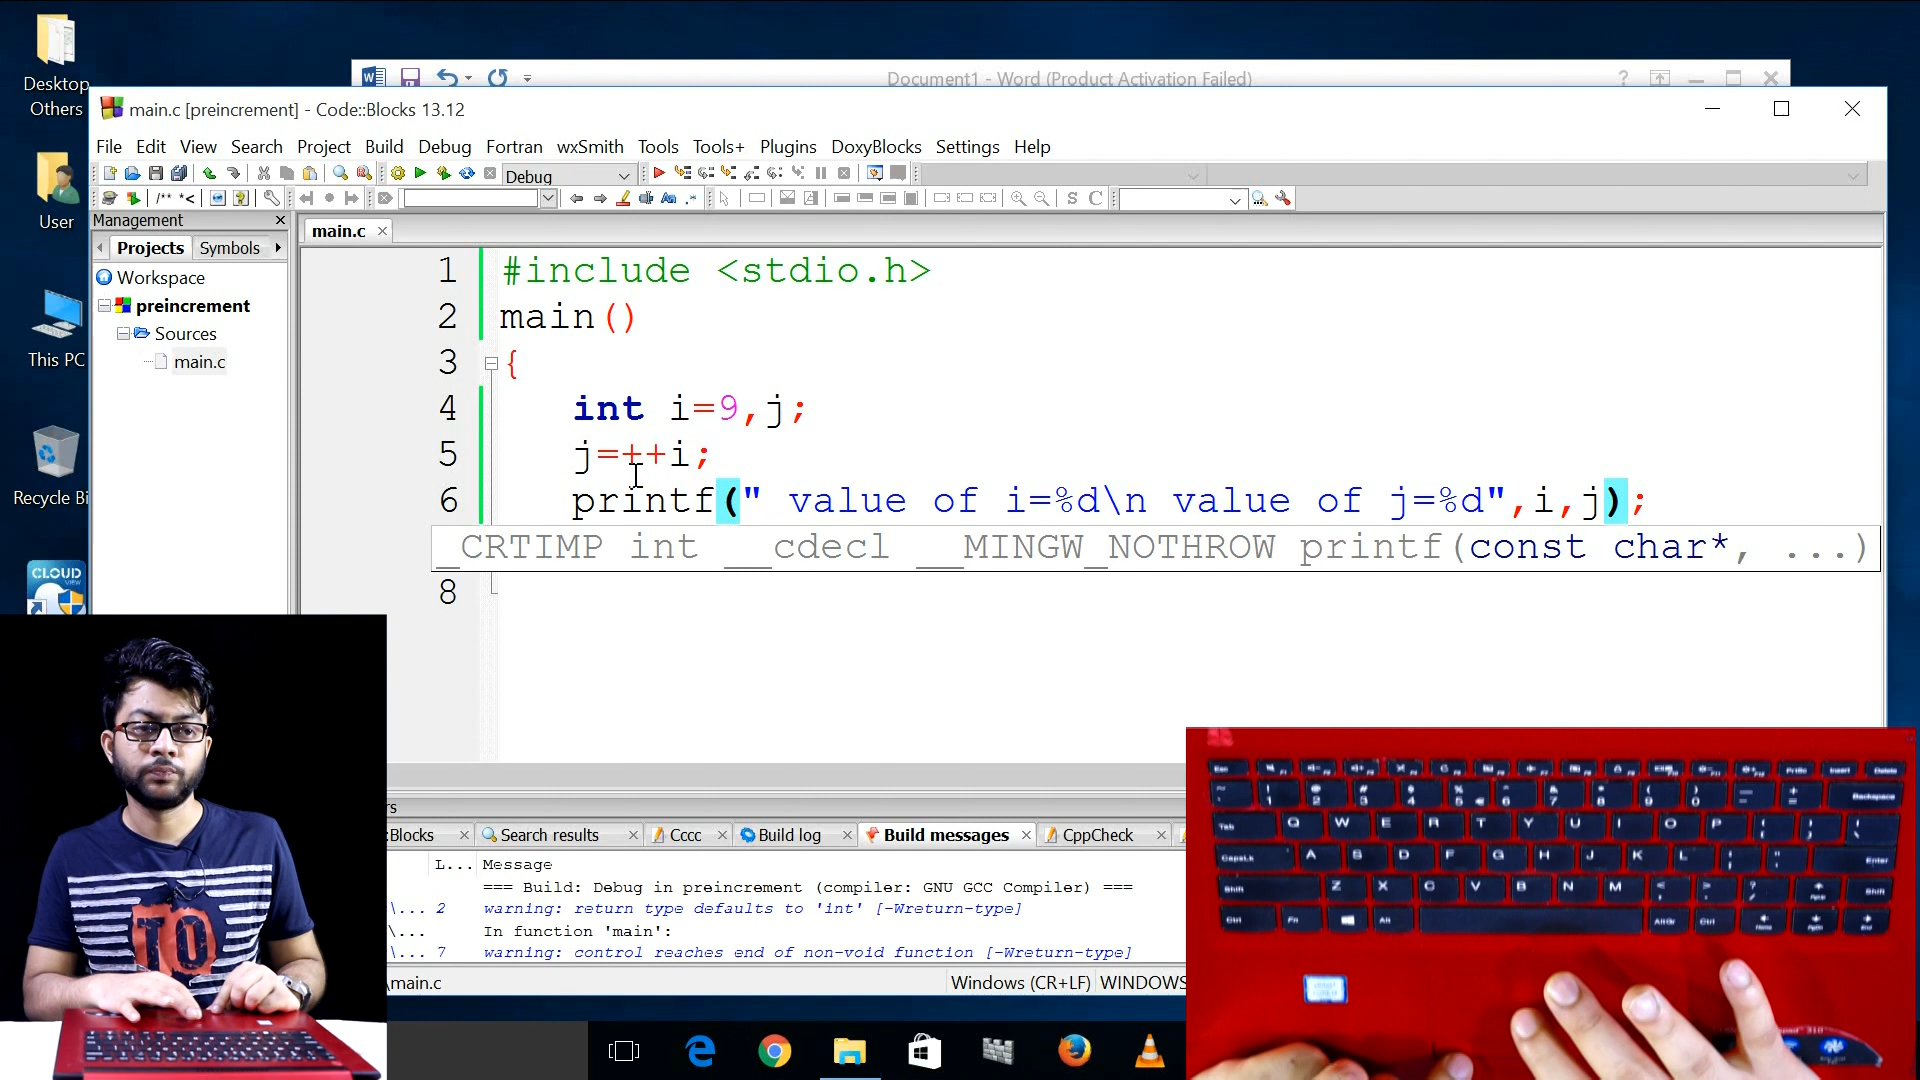 Desktop
Others
User
This PC
Recycle Bi
CLOUD
VIEW
Document1 - Word (Product Activation Failed)
main.c [preincrement] - Code::Blocks 13.12
File Edit View Search Project Build Debug Fortran wxSmith Tools Tools+ Plugins DoxyBlocks Settings Help
Debug
Management
Projects Symbols
Workspace
preincrement
Sources
main.c
main.c
1 #include <stdio.h>
2 main()
3 {
4 int i=9,j;
5 j=++i;
6 printf(" value of i=%d\n value of j=%d",i,j);
_CRTIMP int __cdecl __MINGW_NOTHROW printf(const char*, ...)
8
rs
:Blocks Search results Cccc Build log Build messages CppCheck
L... Message
=== Build: Debug in preincrement (compiler: GNU GCC Compiler) ===
\... 2 warning: return type defaults to 'int' [-Wreturn-type]
\... In function 'main':
\... 7 warning: control reaches end of non-void function [-Wreturn-type]
\main.c Windows (CR+LF) WINDOWS
TO
Q W E R T Y U I O P
A S D F G H J K L
Z X C V B N M